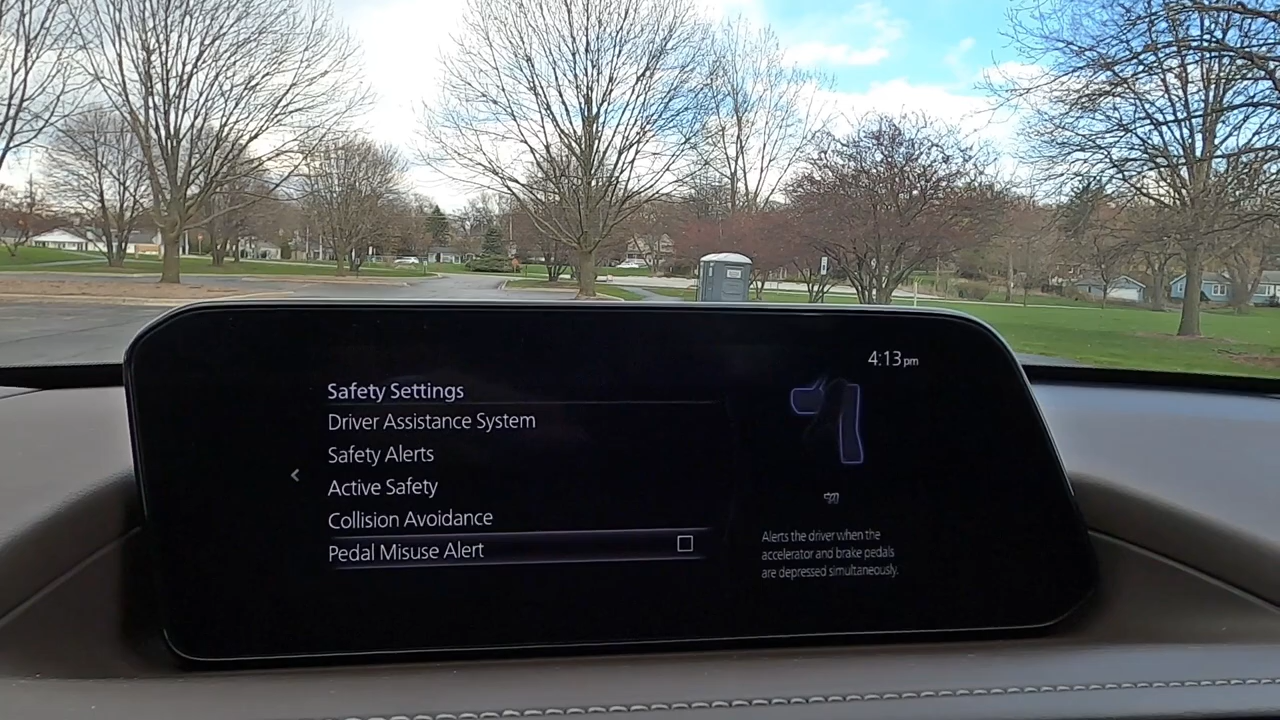 4:13pm
Safety Settings
Driver Assistance System
Safety Alerts
Active Safety
Collision Avoidance
Pedal Misuse Alert
Alerts the driver when the
accelerator and brake pedals
are depressed simultaneously.